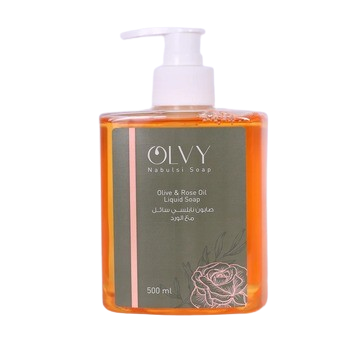 OLVY
Nabulsi Soap
Olive & Rose Oil
Liquid Soap
صابون نابلسي سائل
مع الورد
500 ml